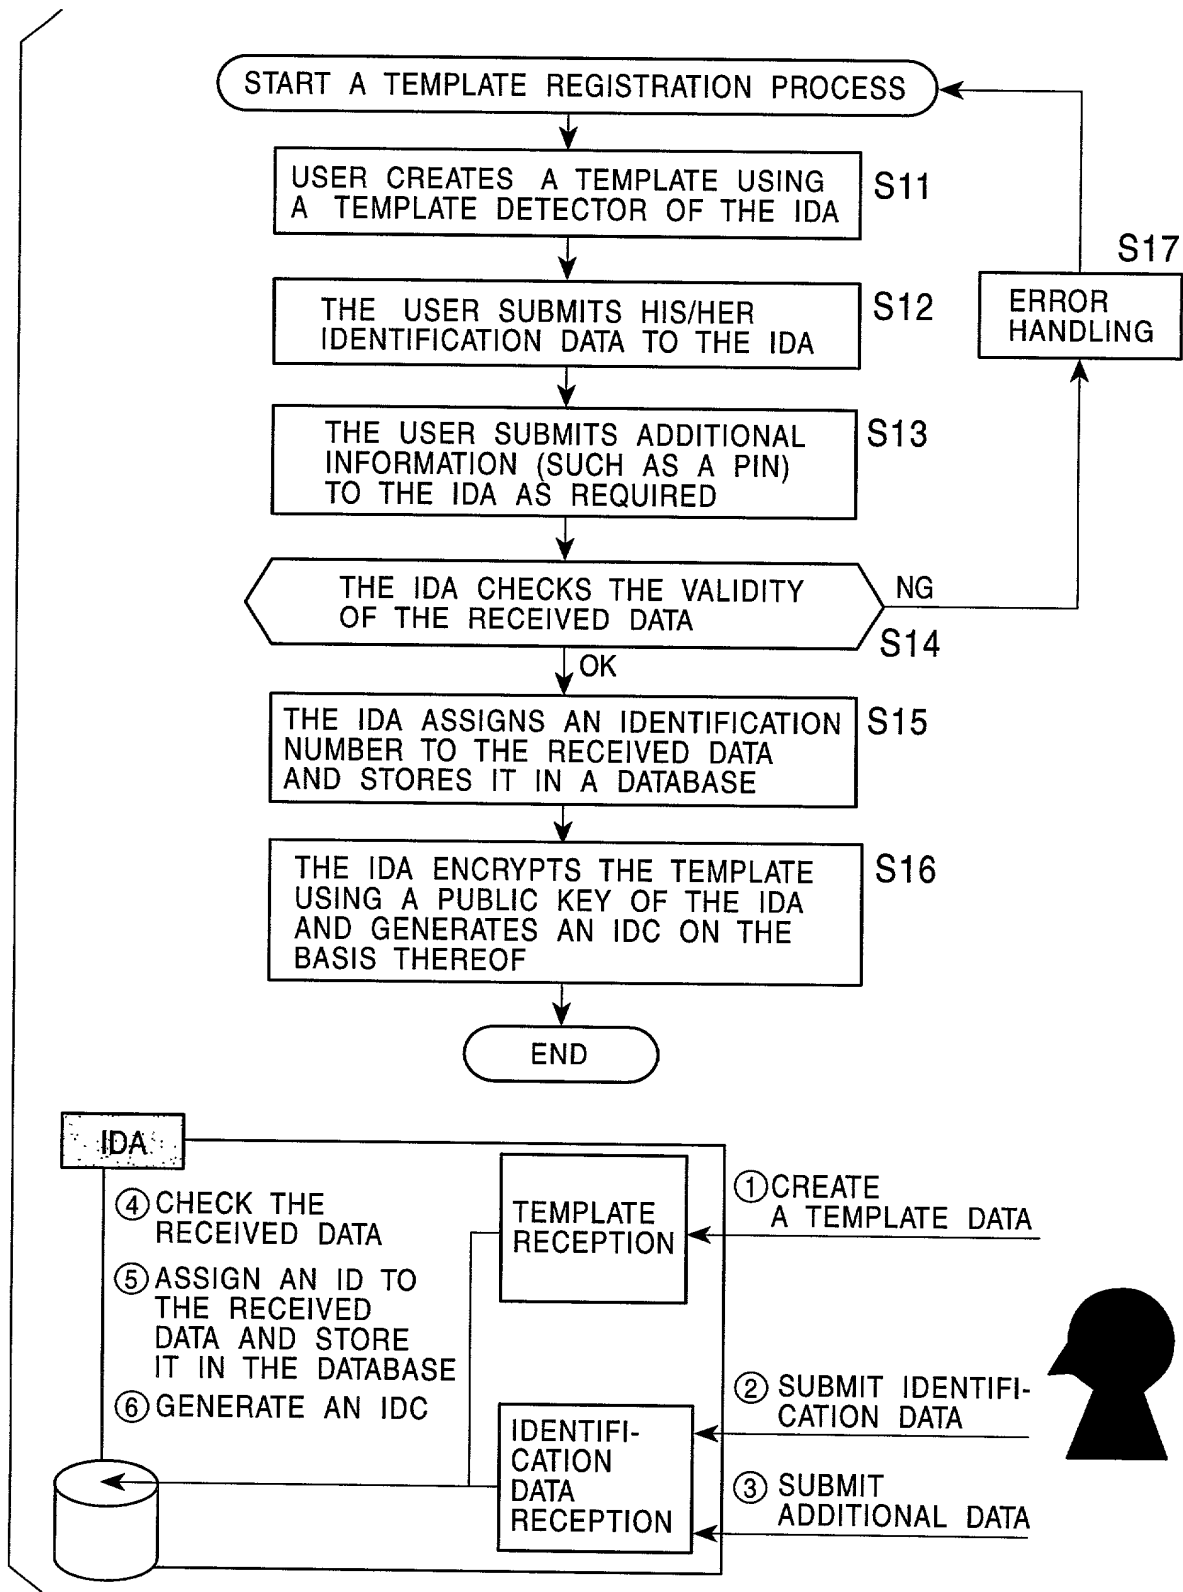 START A TEMPLATE REGISTRATION PROCESS
USER CREATES A TEMPLATE USING
A TEMPLATE DETECTOR OF THE IDA
S11
THE USER SUBMITS HIS/HER
IDENTIFICATION DATA TO THE IDA
S12
S17
ERROR
HANDLING
THE USER SUBMITS ADDITIONAL
INFORMATION (SUCH AS A PIN)
TO THE IDA AS REQUIRED
S13
THE IDA CHECKS THE VALIDITY
OF THE RECEIVED DATA
NG
S14
OK
THE IDA ASSIGNS AN IDENTIFICATION
NUMBER TO THE RECEIVED DATA
AND STORES IT IN A DATABASE
S15
THE IDA ENCRYPTS THE TEMPLATE
USING A PUBLIC KEY OF THE IDA
AND GENERATES AN IDC ON THE
BASIS THEREOF
S16
END
IDA
④ CHECK THE
RECEIVED DATA
⑤ ASSIGN AN ID TO
THE RECEIVED
DATA AND STORE
IT IN THE DATABASE
⑥ GENERATE AN IDC
TEMPLATE
RECEPTION
① CREATE
A TEMPLATE DATA
IDENTIFI-
CATION
DATA
RECEPTION
② SUBMIT IDENTIFI-
CATION DATA
③ SUBMIT
ADDITIONAL DATA